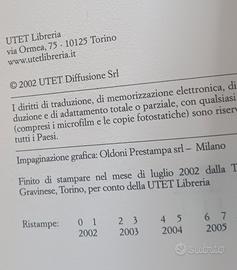 UTET Libreria
via Ormea, 75 - 10125 Torino
www.utetlibreria.it
© 2002 UTET Diffusione Srl
I diritti di traduzione, di memorizzazione elettronica, di
duzione e di adattamento totale o parziale, con qualsiasi
(compresi i microfilm e le copie fotostatiche) sono riser
tutti i Paesi.
Impaginazione grafica: Oldoni Prestampa srl – Milano
Finito di stampare nel mese di luglio 2002 dalla T
Gravinese, Torino, per conto della UTET Libreria
Ristampe: 0 1 2 3 4 5 6 7
2002 2003 2004 2005
subito